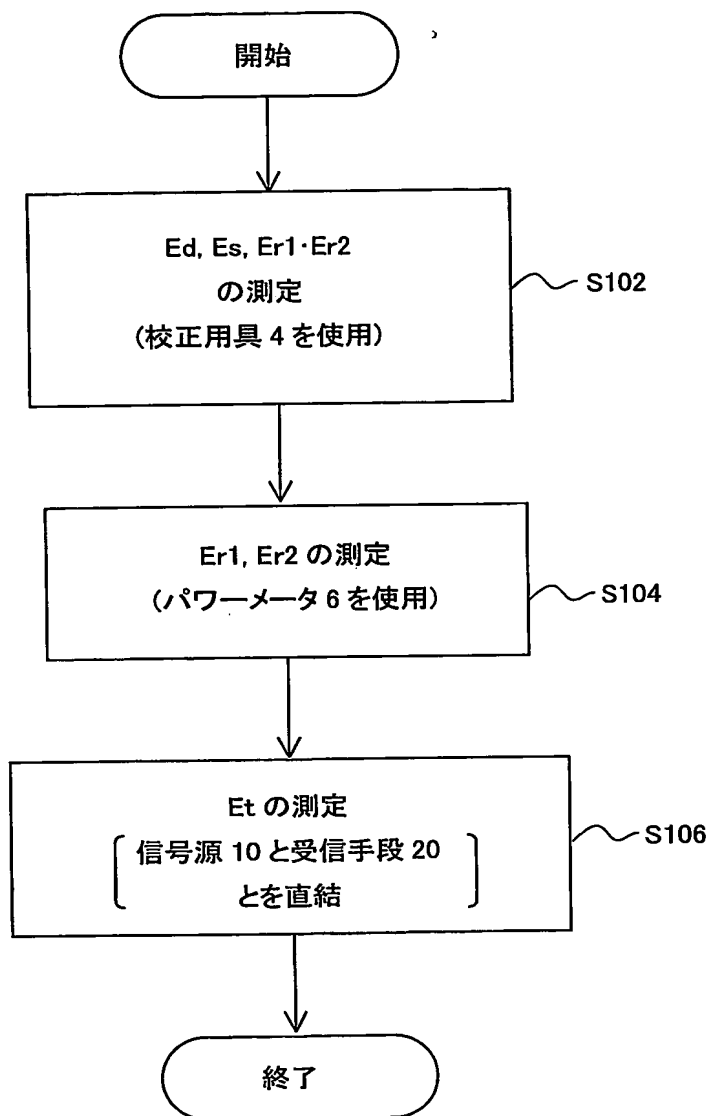 開始
Ed, Es, Er1·Er2
の測定
(校正用具4を使用)
S102
Er1, Er2 の測定
(パワーメータ6を使用)
S104
Et の測定
信号源 10 と受信手段 20
とを直結
S106
終了